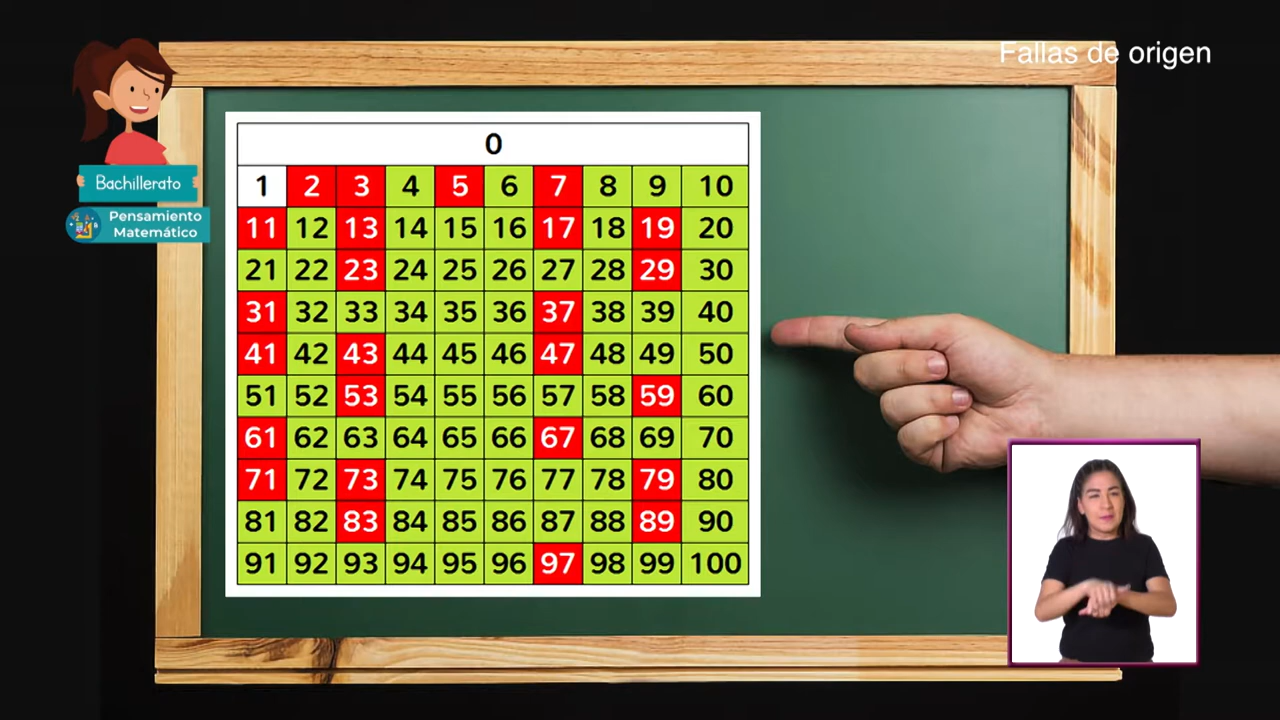 Fallas de origen
Bachillerato
Pensamiento
Matemático
0
1 2 3 4 5 6 7 8 9 10
11 12 13 14 15 16 17 18 19 20
21 22 23 24 25 26 27 28 29 30
31 32 33 34 35 36 37 38 39 40
41 42 43 44 45 46 47 48 49 50
51 52 53 54 55 56 57 58 59 60
61 62 63 64 65 66 67 68 69 70
71 72 73 74 75 76 77 78 79 80
81 82 83 84 85 86 87 88 89 90
91 92 93 94 95 96 97 98 99 100